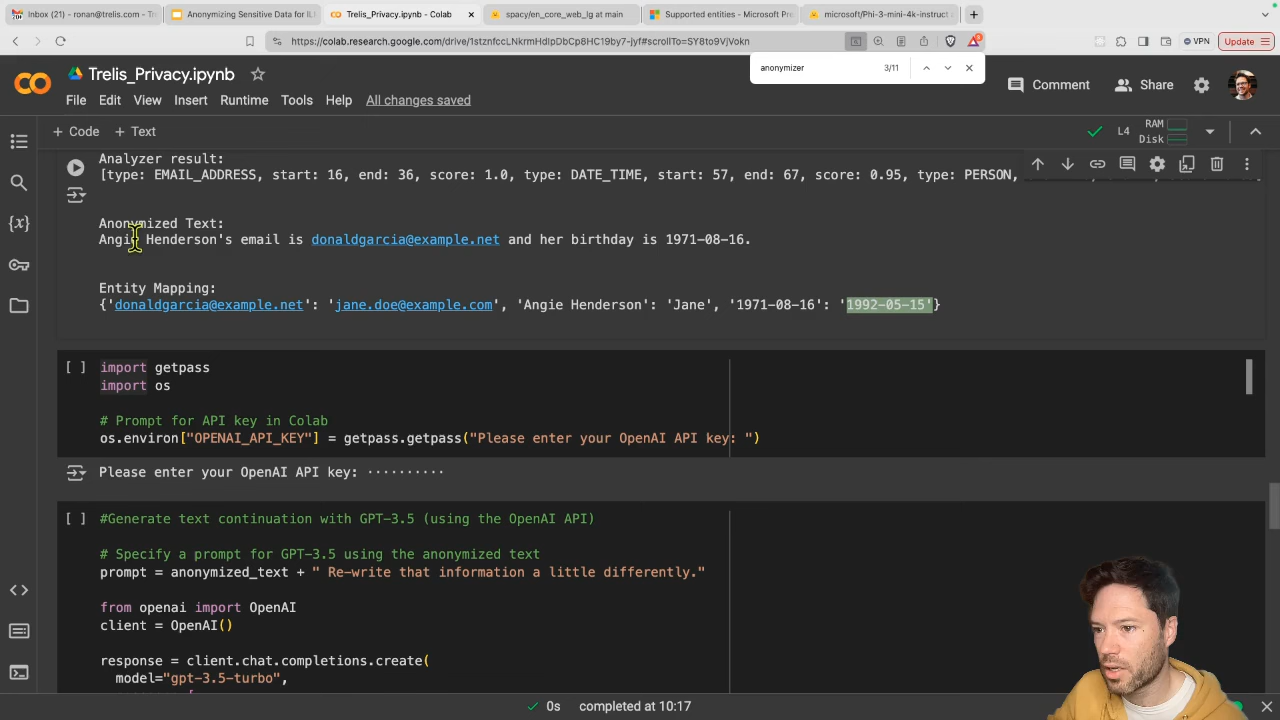 Inbox (21) - ronan@trelis.com - T
Anonymizing Sensitive Data for LL
Trelis_Privacy.ipynb - Colab
spacy/en_core_web_lg at main
Supported entities - Microsoft Pre
microsoft/Phi-3-mini-4k-instruct
https://colab.research.google.com/drive/1stznfccLNkrmHdlpDbCp8HC19by7-jyf#scrollTo=SY8to9VjVokn
VPN
Update
anonymizer
3/11
Trelis_Privacy.ipynb
Comment
Share
File Edit View Insert Runtime Tools Help All changes saved
+ Code + Text
L4
RAM
Disk
Analyzer result:
[type: EMAIL_ADDRESS, start: 16, end: 36, score: 1.0, type: DATE_TIME, start: 57, end: 67, score: 0.95, type: PERSON,
Anonymized Text:
Angie Henderson's email is donaldgarcia@example.net and her birthday is 1971-08-16.
Entity Mapping:
{'donaldgarcia@example.net': 'jane.doe@example.com', 'Angie Henderson': 'Jane', '1971-08-16': '1992-05-15'}
[ ] import getpass
import os
# Prompt for API key in Colab
os.environ["OPENAI_API_KEY"] = getpass.getpass("Please enter your OpenAI API key: ")
Please enter your OpenAI API key: ··········
[ ] #Generate text continuation with GPT-3.5 (using the OpenAI API)
# Specify a prompt for GPT-3.5 using the anonymized text
prompt = anonymized_text + " Re-write that information a little differently."
from openai import OpenAI
client = OpenAI()
response = client.chat.completions.create(
model="gpt-3.5-turbo",
0s completed at 10:17